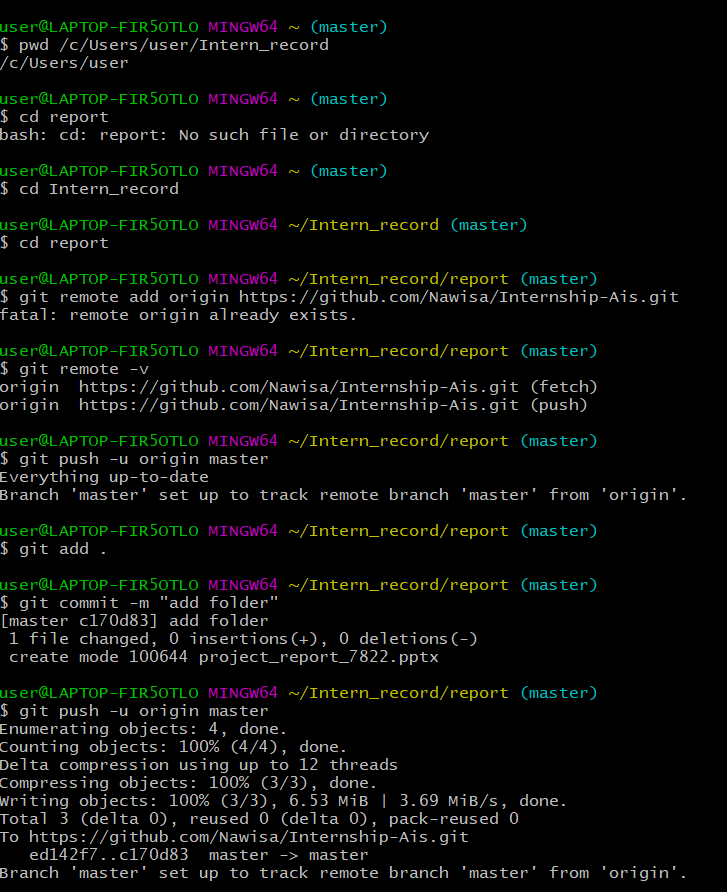 user@LAPTOP-FIR5OTLO MINGW64 ~ (master)
$ pwd /c/Users/user/Intern_record
/c/Users/user
user@LAPTOP-FIR5OTLO MINGW64 ~ (master)
$ cd report
bash: cd: report: No such file or directory
user@LAPTOP-FIR5OTLO MINGW64 ~ (master)
$ cd Intern_record
user@LAPTOP-FIR5OTLO MINGW64 ~/Intern_record (master)
$ cd report
user@LAPTOP-FIR5OTLO MINGW64 ~/Intern_record/report (master)
$ git remote add origin https://github.com/Nawisa/Internship-Ais.git
fatal: remote origin already exists.
user@LAPTOP-FIR5OTLO MINGW64 ~/Intern_record/report (master)
$ git remote -v
origin  https://github.com/Nawisa/Internship-Ais.git (fetch)
origin  https://github.com/Nawisa/Internship-Ais.git (push)
user@LAPTOP-FIR5OTLO MINGW64 ~/Intern_record/report (master)
$ git push -u origin master
Everything up-to-date
Branch 'master' set up to track remote branch 'master' from 'origin'.
user@LAPTOP-FIR5OTLO MINGW64 ~/Intern_record/report (master)
$ git add .
user@LAPTOP-FIR5OTLO MINGW64 ~/Intern_record/report (master)
$ git commit -m "add folder"
[master c170d83] add folder
 1 file changed, 0 insertions(+), 0 deletions(-)
 create mode 100644 project_report_7822.pptx
user@LAPTOP-FIR5OTLO MINGW64 ~/Intern_record/report (master)
$ git push -u origin master
Enumerating objects: 4, done.
Counting objects: 100% (4/4), done.
Delta compression using up to 12 threads
Compressing objects: 100% (3/3), done.
Writing objects: 100% (3/3), 6.53 MiB | 3.69 MiB/s, done.
Total 3 (delta 0), reused 0 (delta 0), pack-reused 0
To https://github.com/Nawisa/Internship-Ais.git
   ed142f7..c170d83  master -> master
Branch 'master' set up to track remote branch 'master' from 'origin'.